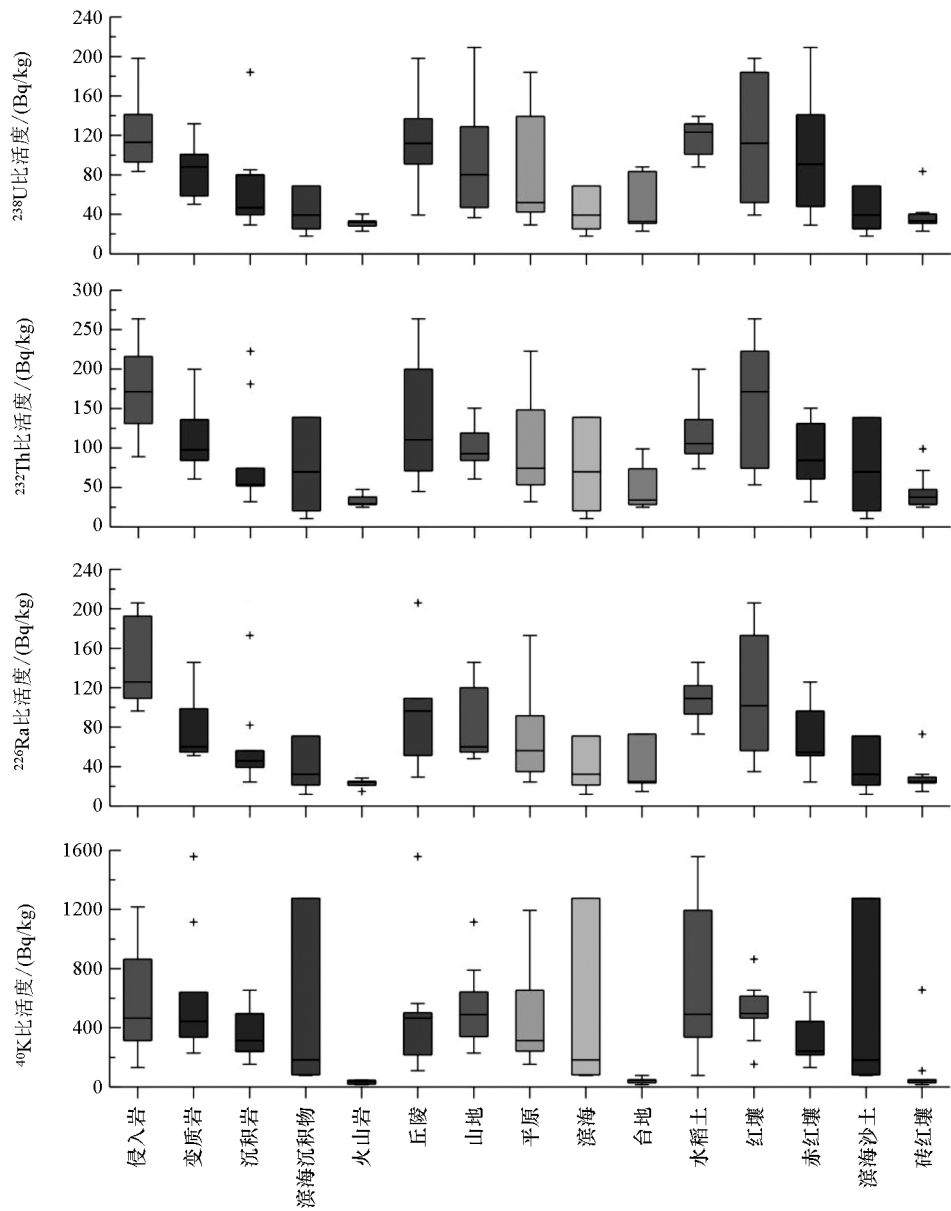 ²³⁸U比活度/(Bq/kg)
240
200
160
120
80
40
0
²³²Th比活度/(Bq/kg)
300
250
200
150
100
50
0
²²⁶Ra比活度/(Bq/kg)
240
200
160
120
80
40
0
⁴⁰K比活度/(Bq/kg)
1600
1200
800
400
0
侵入岩
变质岩
沉积岩
滨海沉积物
火山岩
丘陵
山地
平原
滨海
台地
水稻土
红壤
赤红壤
滨海沙土
砖红壤